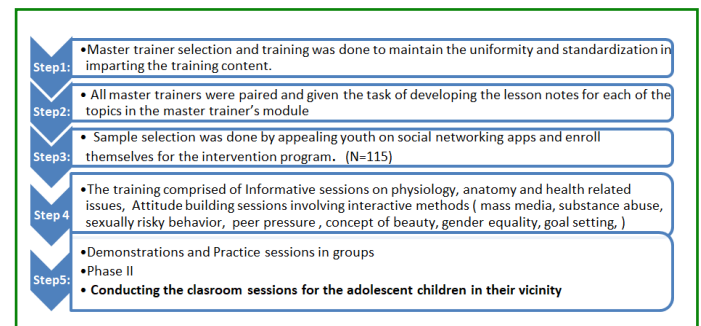 Step1:
•Master trainer selection and training was done to maintain the uniformity and standardization in
imparting the training content.
Step2:
• All master trainers were paired and given the task of developing the lesson notes for each of the
topics in the master trainer's module
Step3:
• Sample selection was done by appealing youth on social networking apps and enroll
themselves for the intervention program. (N=115)
Step 4
•The training comprised of Informative sessions on physiology, anatomy and health related
issues, Attitude building sessions involving interactive methods ( mass media, substance abuse,
sexually risky behavior, peer pressure , concept of beauty, gender equality, goal setting, )
Step5:
•Demonstrations and Practice sessions in groups
•Phase II
• Conducting the clasroom sessions for the adolescent children in their vicinity